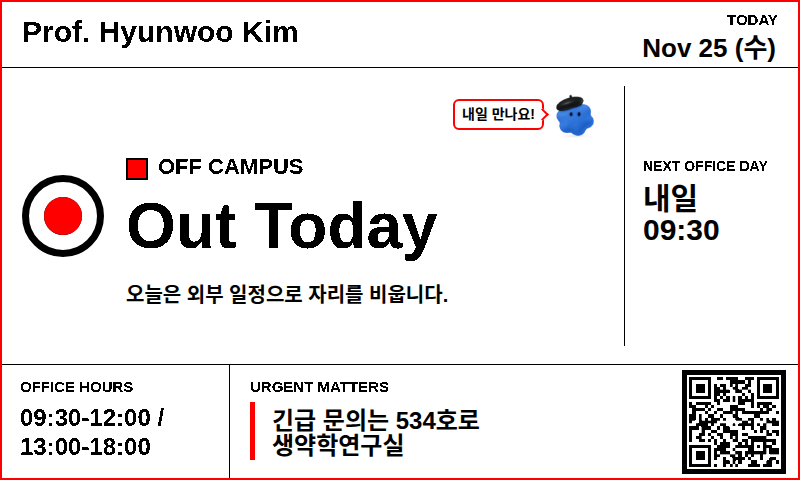 Prof. Hyunwoo Kim
TODAY
Nov 25 (수)
내일 만나요!
OFF CAMPUS
Out Today
오늘은 외부 일정으로 자리를 비웁니다.
NEXT OFFICE DAY
내일
09:30
OFFICE HOURS
09:30-12:00 /
13:00-18:00
URGENT MATTERS
긴급 문의는 534호로
생약학연구실